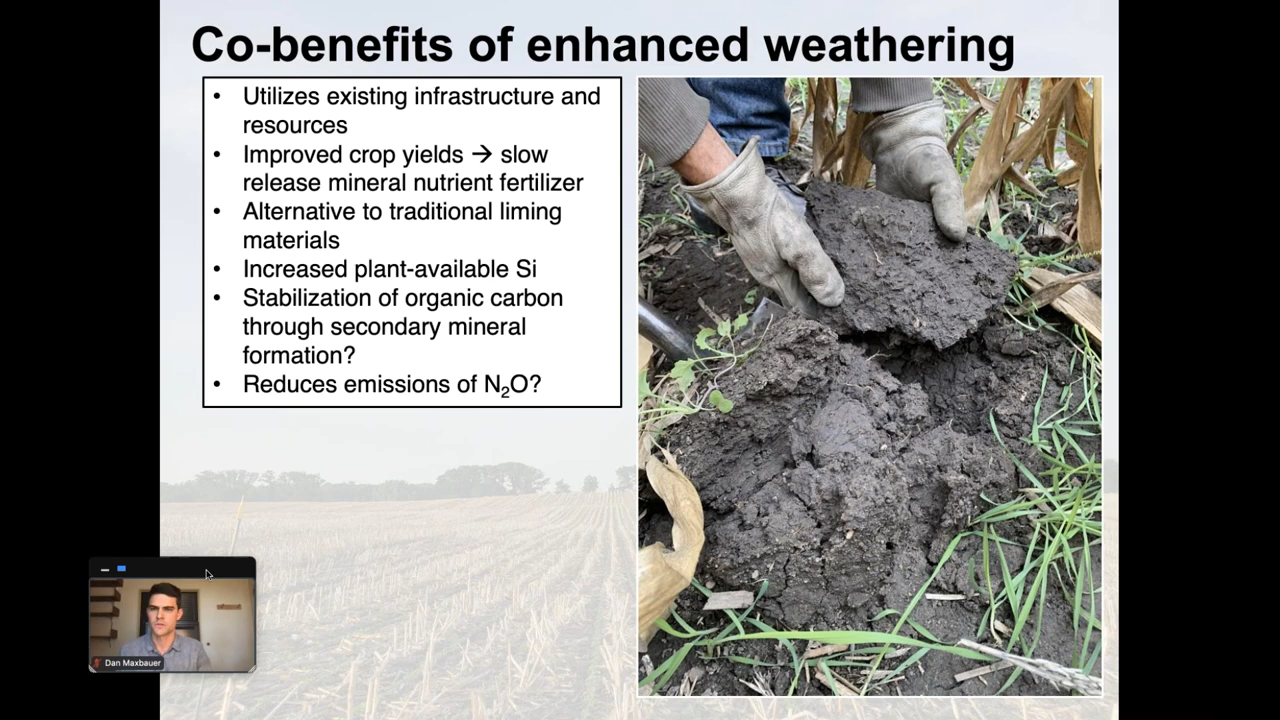 Co-benefits of enhanced weathering
• Utilizes existing infrastructure and
resources
• Improved crop yields → slow
release mineral nutrient fertilizer
• Alternative to traditional liming
materials
• Increased plant-available Si
• Stabilization of organic carbon
through secondary mineral
formation?
• Reduces emissions of N₂O?
Dan Maxbauer